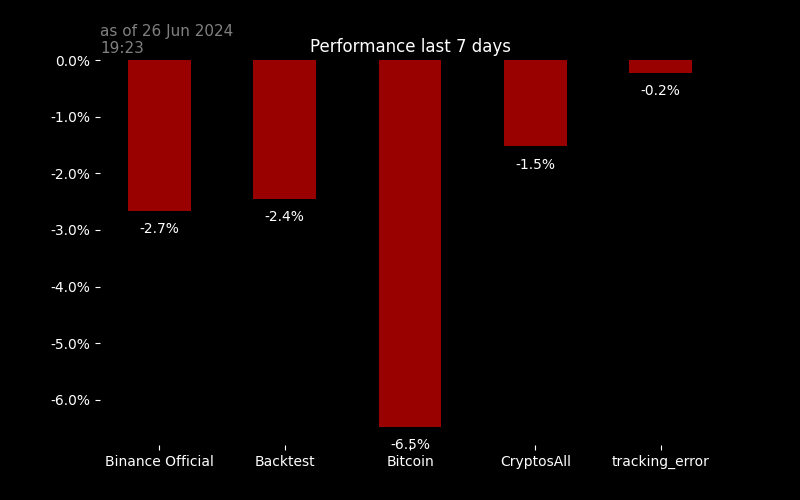 as of 26 Jun 2024
19:23
Performance last 7 days
0.0%
-1.0%
-2.0%
-3.0%
-4.0%
-5.0%
-6.0%
-2.7%
-2.4%
-6.5%
-1.5%
-0.2%
Binance Official
Backtest
Bitcoin
CryptosAll
tracking_error